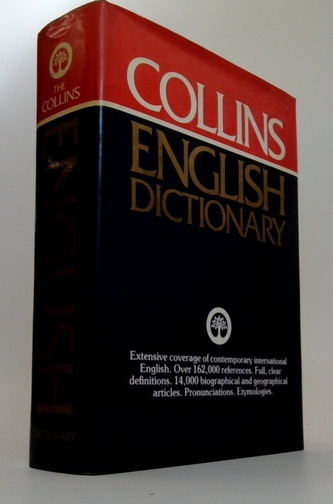 THE
COLLINS
ENGLISH
DICTIONARY
COLLINS
ENGLISH
DICTIONARY
Extensive coverage of contemporary international
English. Over 162,000 references. Full, clear
definitions. 14,000 biographical and geographical
articles. Pronunciations. Etymologies.